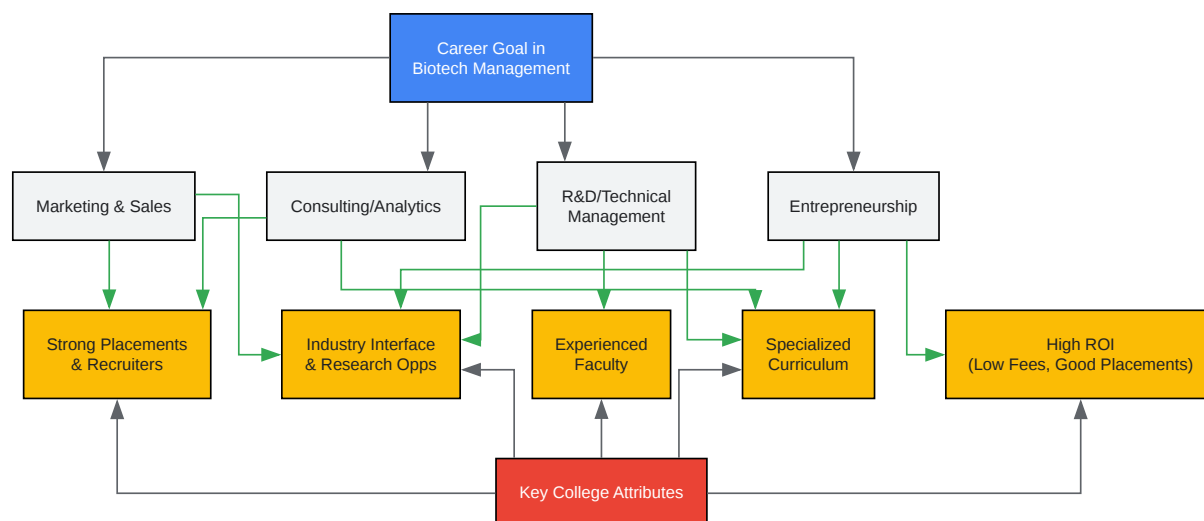 Career Goal in
Biotech Management
Marketing & Sales
Consulting/Analytics
R&D/Technical
Management
Entrepreneurship
Strong Placements
& Recruiters
Industry Interface
& Research Opps
Experienced
Faculty
Specialized
Curriculum
High ROI
(Low Fees, Good Placements)
Key College Attributes